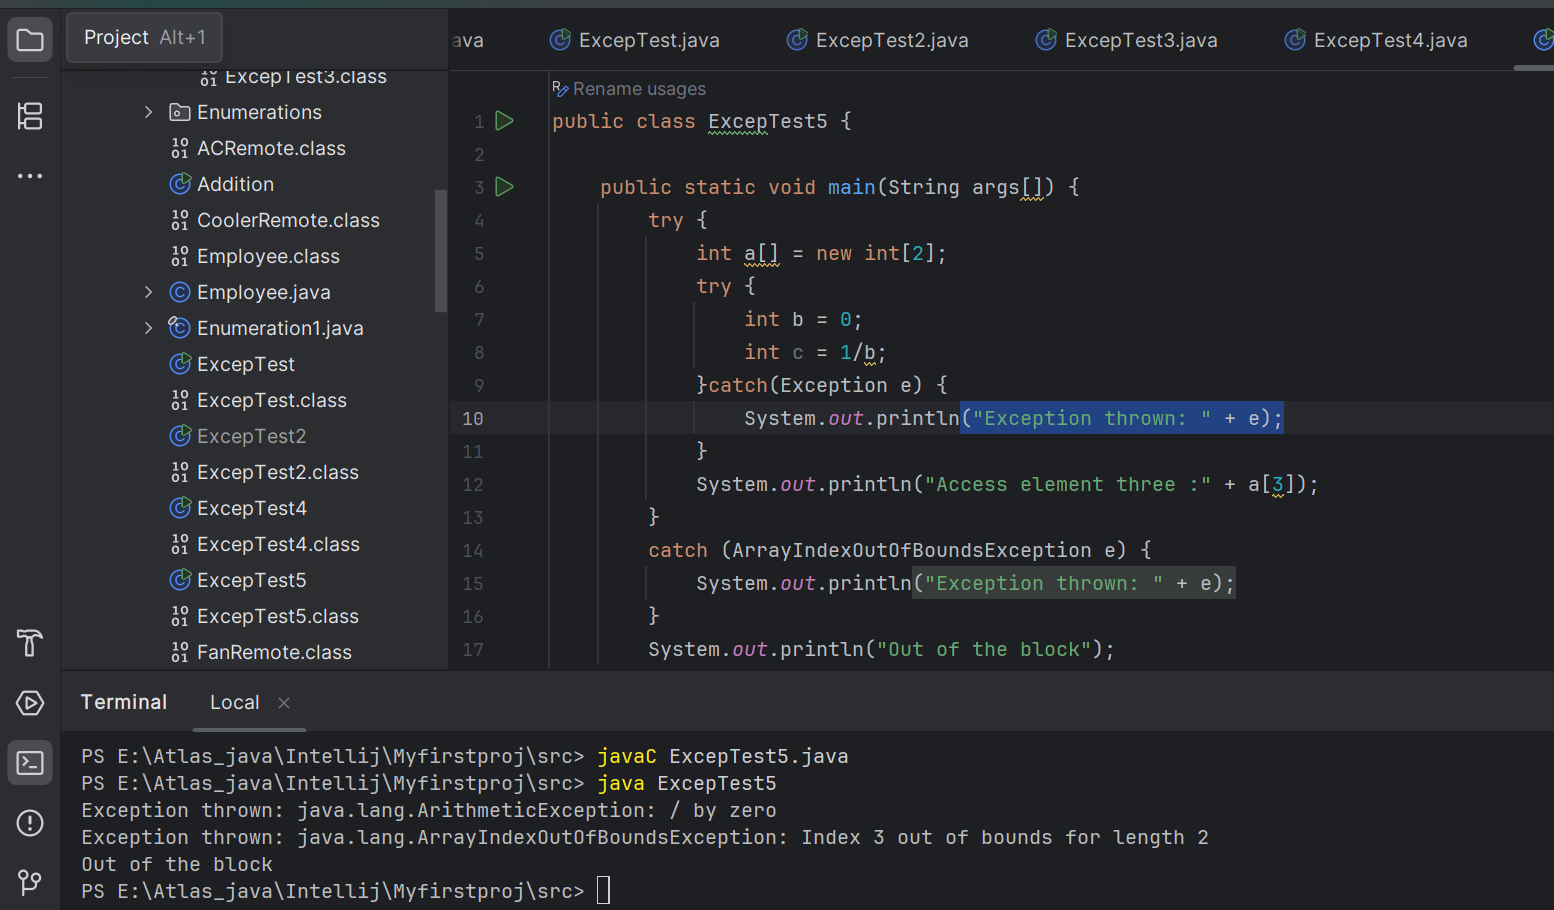 Project Alt+1
ava
ExcepTest.java
ExcepTest2.java
ExcepTest3.java
ExcepTest4.java
ExcepTest3.class
Enumerations
ACRemote.class
Addition
CoolerRemote.class
Employee.class
Employee.java
Enumeration1.java
ExcepTest
ExcepTest.class
ExcepTest2
ExcepTest2.class
ExcepTest4
ExcepTest4.class
ExcepTest5
ExcepTest5.class
FanRemote.class
Rename usages
1 public class ExcepTest5 {
2
3 public static void main(String args[]) {
4 try {
5 int a[] = new int[2];
6 try {
7 int b = 0;
8 int c = 1/b;
9 }catch(Exception e) {
10 System.out.println("Exception thrown: " + e);
11 }
12 System.out.println("Access element three :" + a[3]);
13 }
14 catch (ArrayIndexOutOfBoundsException e) {
15 System.out.println("Exception thrown: " + e);
16 }
17 System.out.println("Out of the block");
Terminal Local
PS E:\Atlas_java\Intellij\Myfirstproj\src> javaC ExcepTest5.java
PS E:\Atlas_java\Intellij\Myfirstproj\src> java ExcepTest5
Exception thrown: java.lang.ArithmeticException: / by zero
Exception thrown: java.lang.ArrayIndexOutOfBoundsException: Index 3 out of bounds for length 2
Out of the block
PS E:\Atlas_java\Intellij\Myfirstproj\src>